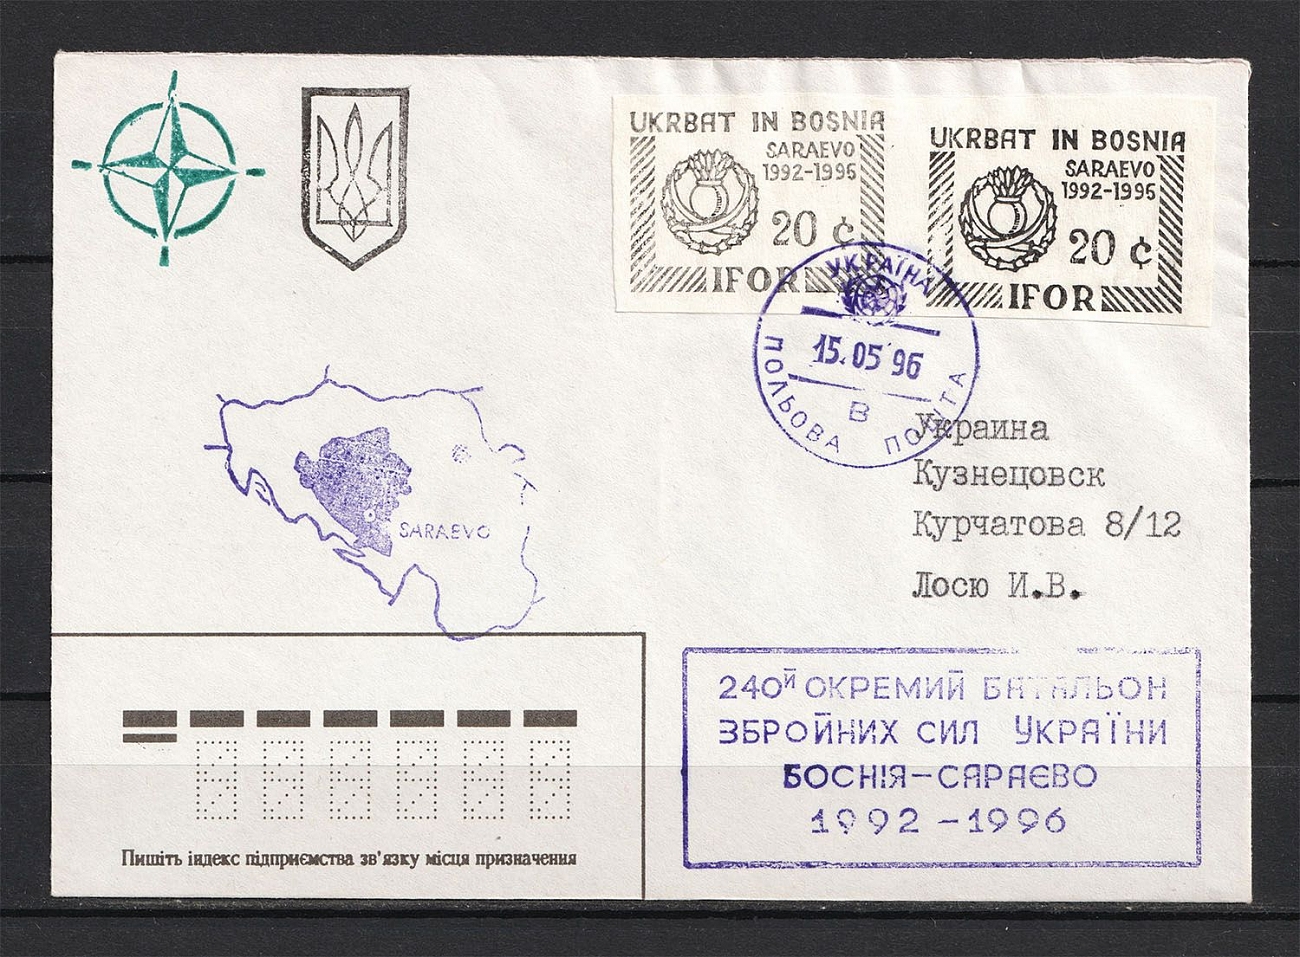 UKRBAT IN BOSNIA
SARAEVO
1992-1995
20 ¢
IFOR
UKRBAT IN BOSNIA
SARAEVO
1992-1995
20 ¢
IFOR
УКРАЇНА
15.05 96
В
ПОЛЬОВА ПОШТА
Украина
Кузнецовск
Курчатова 8/12
Лосю И.В.
SARAEVO
240й ОКРЕМИЙ БАТАЛЬОН
ЗБРОЙНИХ СИЛ УКРАЇНИ
БОСНІЯ-САРАЄВО
1992-1996
Пишіть індекс підприємства зв'язку місця призначення